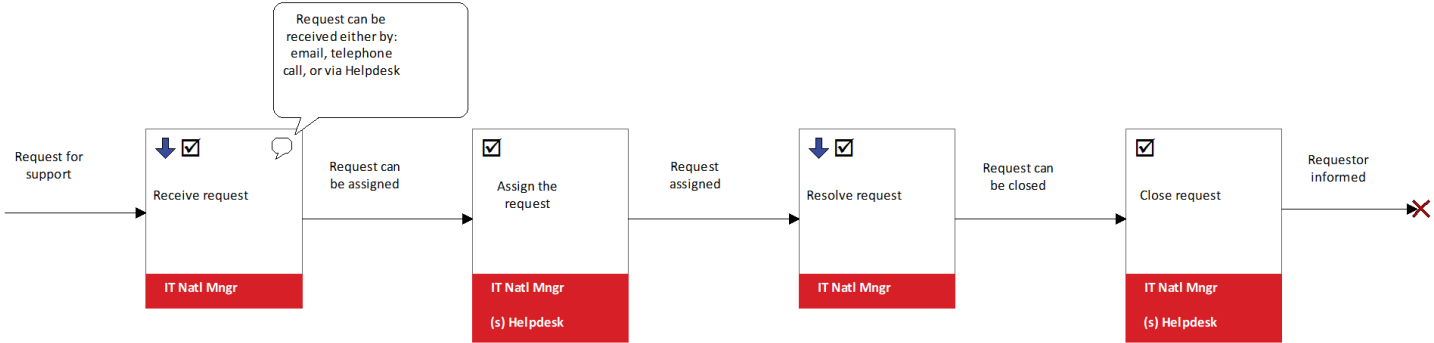 Request can be
received either by:
email, telephone
call, or via Helpdesk
Request for
support
Receive request
IT Natl Mngr
Request can
be assigned
Assign the
request
IT Natl Mngr
(s) Helpdesk
Request
assigned
Resolve request
IT Natl Mngr
Request can
be closed
Close request
IT Natl Mngr
(s) Helpdesk
Requestor
informed